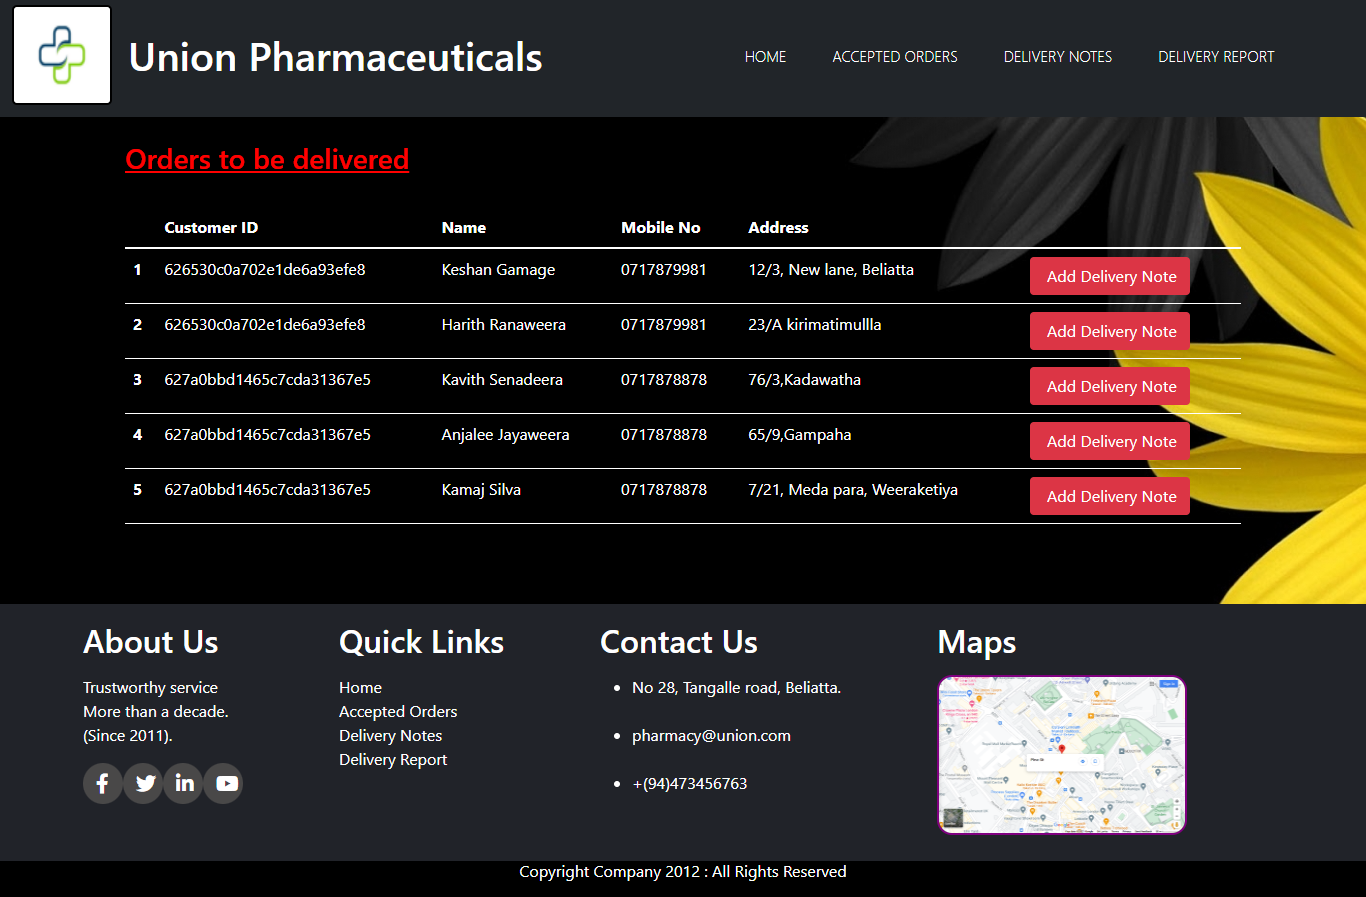 Union Pharmaceuticals
HOME ACCEPTED ORDERS DELIVERY NOTES DELIVERY REPORT
Orders to be delivered
Customer ID Name Mobile No Address
1 626530c0a702e1de6a93efe8 Keshan Gamage 0717879981 12/3, New lane, Beliatta Add Delivery Note
2 626530c0a702e1de6a93efe8 Harith Ranaweera 0717879981 23/A kirimatimullla Add Delivery Note
3 627a0bbd1465c7cda31367e5 Kavith Senadeera 0717878878 76/3,Kadawatha Add Delivery Note
4 627a0bbd1465c7cda31367e5 Anjalee Jayaweera 0717878878 65/9,Gampaha Add Delivery Note
5 627a0bbd1465c7cda31367e5 Kamaj Silva 0717878878 7/21, Meda para, Weeraketiya Add Delivery Note
About Us
Trustworthy service
More than a decade.
(Since 2011).
Quick Links
Home
Accepted Orders
Delivery Notes
Delivery Report
Contact Us
No 28, Tangalle road, Beliatta.
pharmacy@union.com
+(94)473456763
Maps
Copyright Company 2012 : All Rights Reserved